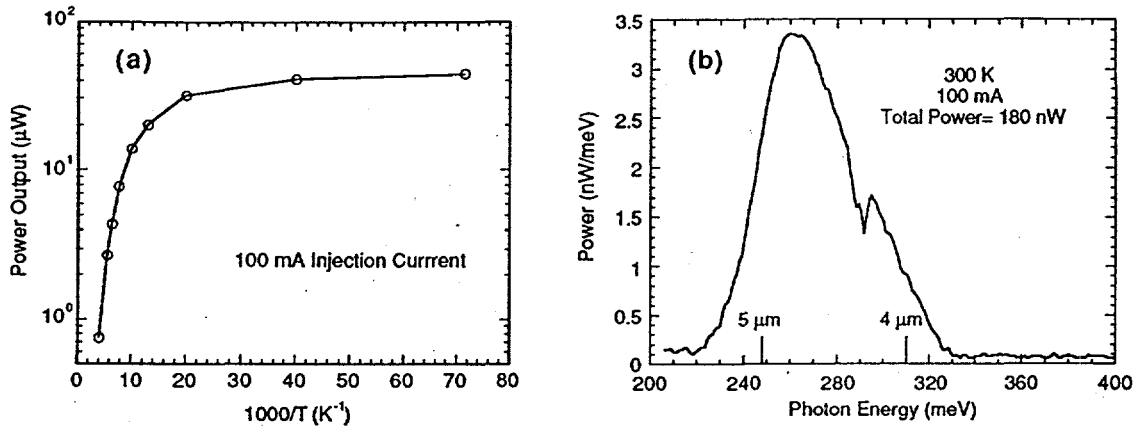 (a)
10²
10¹
10⁰
Power Output (µW)
100 mA Injection Currrent
0 10 20 30 40 50 60 70 80
1000/T (K⁻¹)
(b)
3.5
3
2.5
2
1.5
1
0.5
0
Power (nW/meV)
300 K
100 mA
Total Power= 180 nW
5 µm
4 µm
200 240 280 320 360 400
Photon Energy (meV)